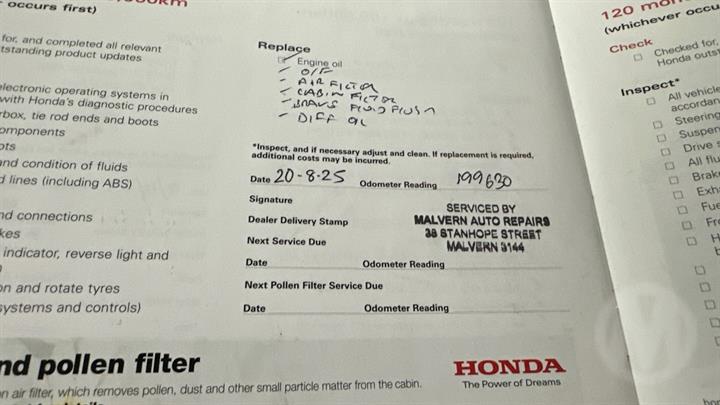 occurs first)
for, and completed all relevant
tstanding product updates
electronic operating systems in
with Honda's diagnostic procedures
rbox, tie rod ends and boots
omponents
ots
and condition of fluids
d lines (including ABS)
nd connections
kes
indicator, reverse light and
on and rotate tyres
systems and controls)
Replace
Engine oil
O/F
AIR FILTOR
CABIN FILTOR
FLUID FLUSH
DIFF OIL
*Inspect, and if necessary adjust and clean. If replacement is required,
additional costs may be incurred.
Date 20-8-25 Odometer Reading 199630
Signature
Dealer Delivery Stamp
SERVICED BY
MALVERN AUTO REPAIRS
38 STANHOPE STREET
MALVERN 3144
Next Service Due
Date Odometer Reading
Next Pollen Filter Service Due
Date Odometer Reading
nd pollen filter
on air filter, which removes pollen, dust and other small particle matter from the cabin.
HONDA
The Power of Dreams
120 mon
(whichever occu
Check
Checked for,
Honda outst
Inspect*
All vehicle
accordan
Steering
Suspen
Drive s
All flu
Brak
Exh
Fue
Fr
H